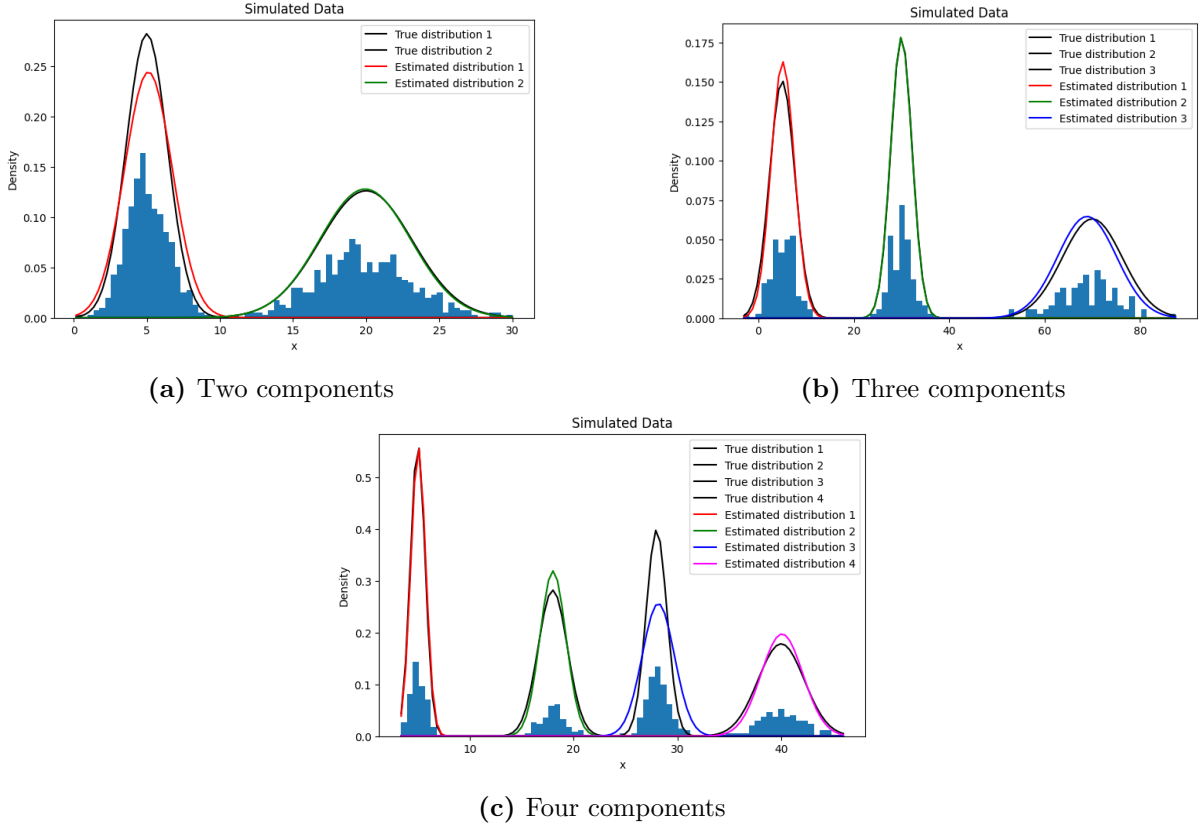 Simulated Data
Density
0.25
0.20
0.15
0.10
0.05
0.00
True distribution 1
True distribution 2
Estimated distribution 1
Estimated distribution 2
0 5 10 15 20 25 30
x
(a) Two components
Simulated Data
Density
0.175
0.150
0.125
0.100
0.075
0.050
0.025
0.000
True distribution 1
True distribution 2
True distribution 3
Estimated distribution 1
Estimated distribution 2
Estimated distribution 3
0 20 40 60 80
x
(b) Three components
Simulated Data
Density
0.5
0.4
0.3
0.2
0.1
0.0
True distribution 1
True distribution 2
True distribution 3
True distribution 4
Estimated distribution 1
Estimated distribution 2
Estimated distribution 3
Estimated distribution 4
10 20 30 40
x
(c) Four components